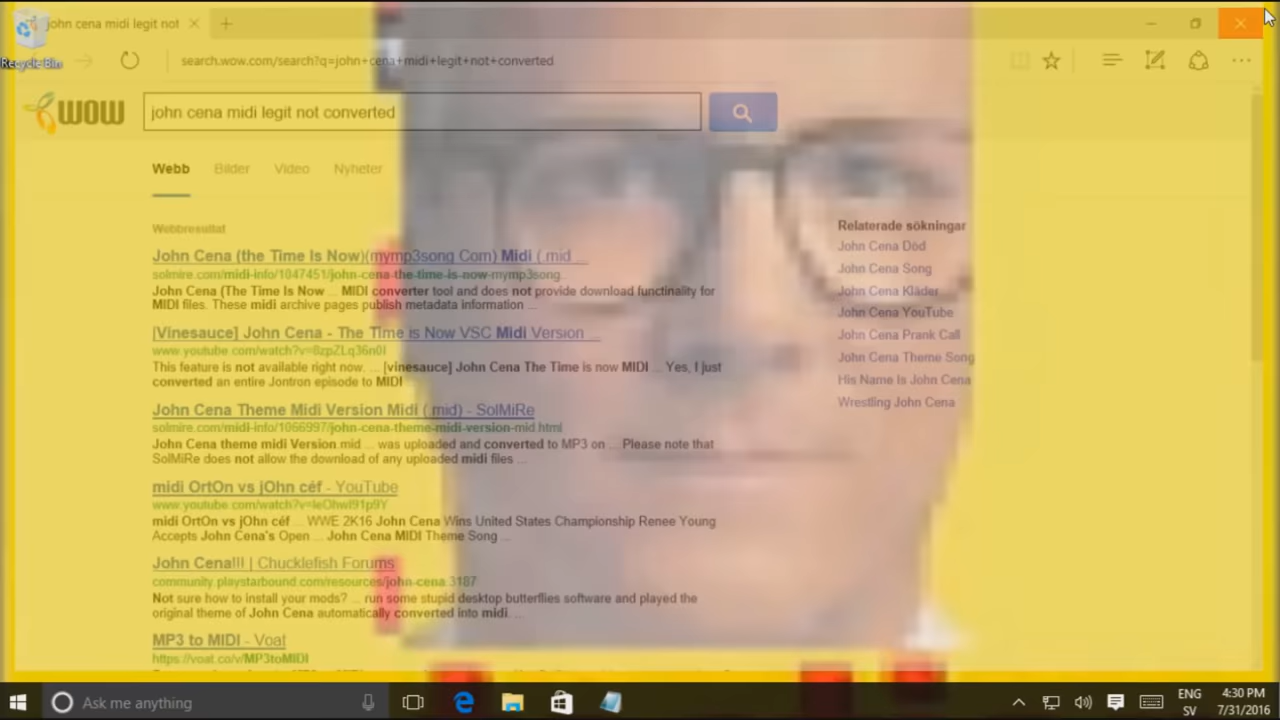 john cena midi legit not
Recycle Bin
search.wow.com/search?q=john+cena+midi+legit+not+converted
WOW
john cena midi legit not converted
Webb Bilder Video Nyheter
Webbresultat
John Cena (the Time Is Now)(mymp3song Com) Midi (.mid ...
solmire.com/midi-info/1047451/john-cena-the-time-is-now-mymp3song...
John Cena (The Time Is Now ... MIDI converter tool and does not provide download functinality for
MIDI files. These midi archive pages publish metadata information ...
[Vinesauce] John Cena - The Time is Now VSC Midi Version ...
www.youtube.com/watch?v=8zpZLq36n0I
This feature is not available right now. ... [vinesauce] John Cena The Time is now MIDI ... Yes, I just
converted an entire Jontron episode to MIDI
John Cena Theme Midi Version Midi (.mid) - SolMiRe
solmire.com/midi-info/1066997/john-cena-theme-midi-version-mid.html
John Cena theme midi Version.mid ... was uploaded and converted to MP3 on ... Please note that
SolMiRe does not allow the download of any uploaded midi files ...
midi OrtOn vs jOhn céf - YouTube
www.youtube.com/watch?v=leOhwI91p9Y
midi OrtOn vs jOhn céf ... WWE 2K16 John Cena Wins United States Championship Renee Young
Accepts John Cena's Open ... John Cena MIDI Theme Song ...
John Cena!!! | Chucklefish Forums
community.playstarbound.com/resources/john-cena.3187
Not sure how to install your mods? ... run some stupid desktop butterflies software and played the
original theme of John Cena automatically converted into midi. ...
MP3 to MIDI - Voat
https://voat.co/v/MP3toMIDI
Relaterade sökningar
John Cena Död
John Cena Song
John Cena Kläder
John Cena YouTube
John Cena Prank Call
John Cena Theme Song
His Name Is John Cena
Wrestling John Cena
Ask me anything
ENG
SV
4:30 PM
7/31/2016